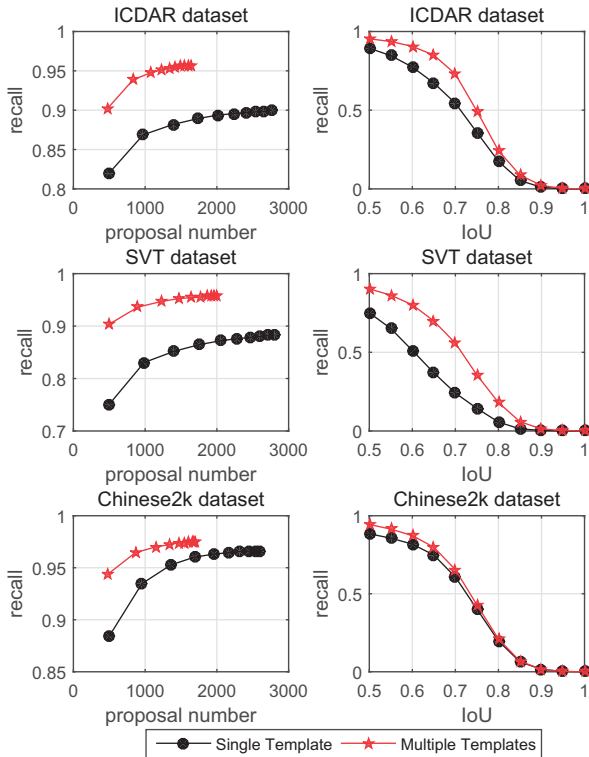 ICDAR dataset
1
0.95
0.9
0.85
0.8
recall
0 1000 2000 3000
proposal number
ICDAR dataset
1
0.5
0
recall
0.5 0.6 0.7 0.8 0.9 1
IoU
SVT dataset
1
0.9
0.8
0.7
recall
0 1000 2000 3000
proposal number
SVT dataset
1
0.5
0
recall
0.5 0.6 0.7 0.8 0.9 1
IoU
Chinese2k dataset
1
0.95
0.9
0.85
recall
0 1000 2000 3000
proposal number
Chinese2k dataset
1
0.5
0
recall
0.5 0.6 0.7 0.8 0.9 1
IoU
Single Template Multiple Templates